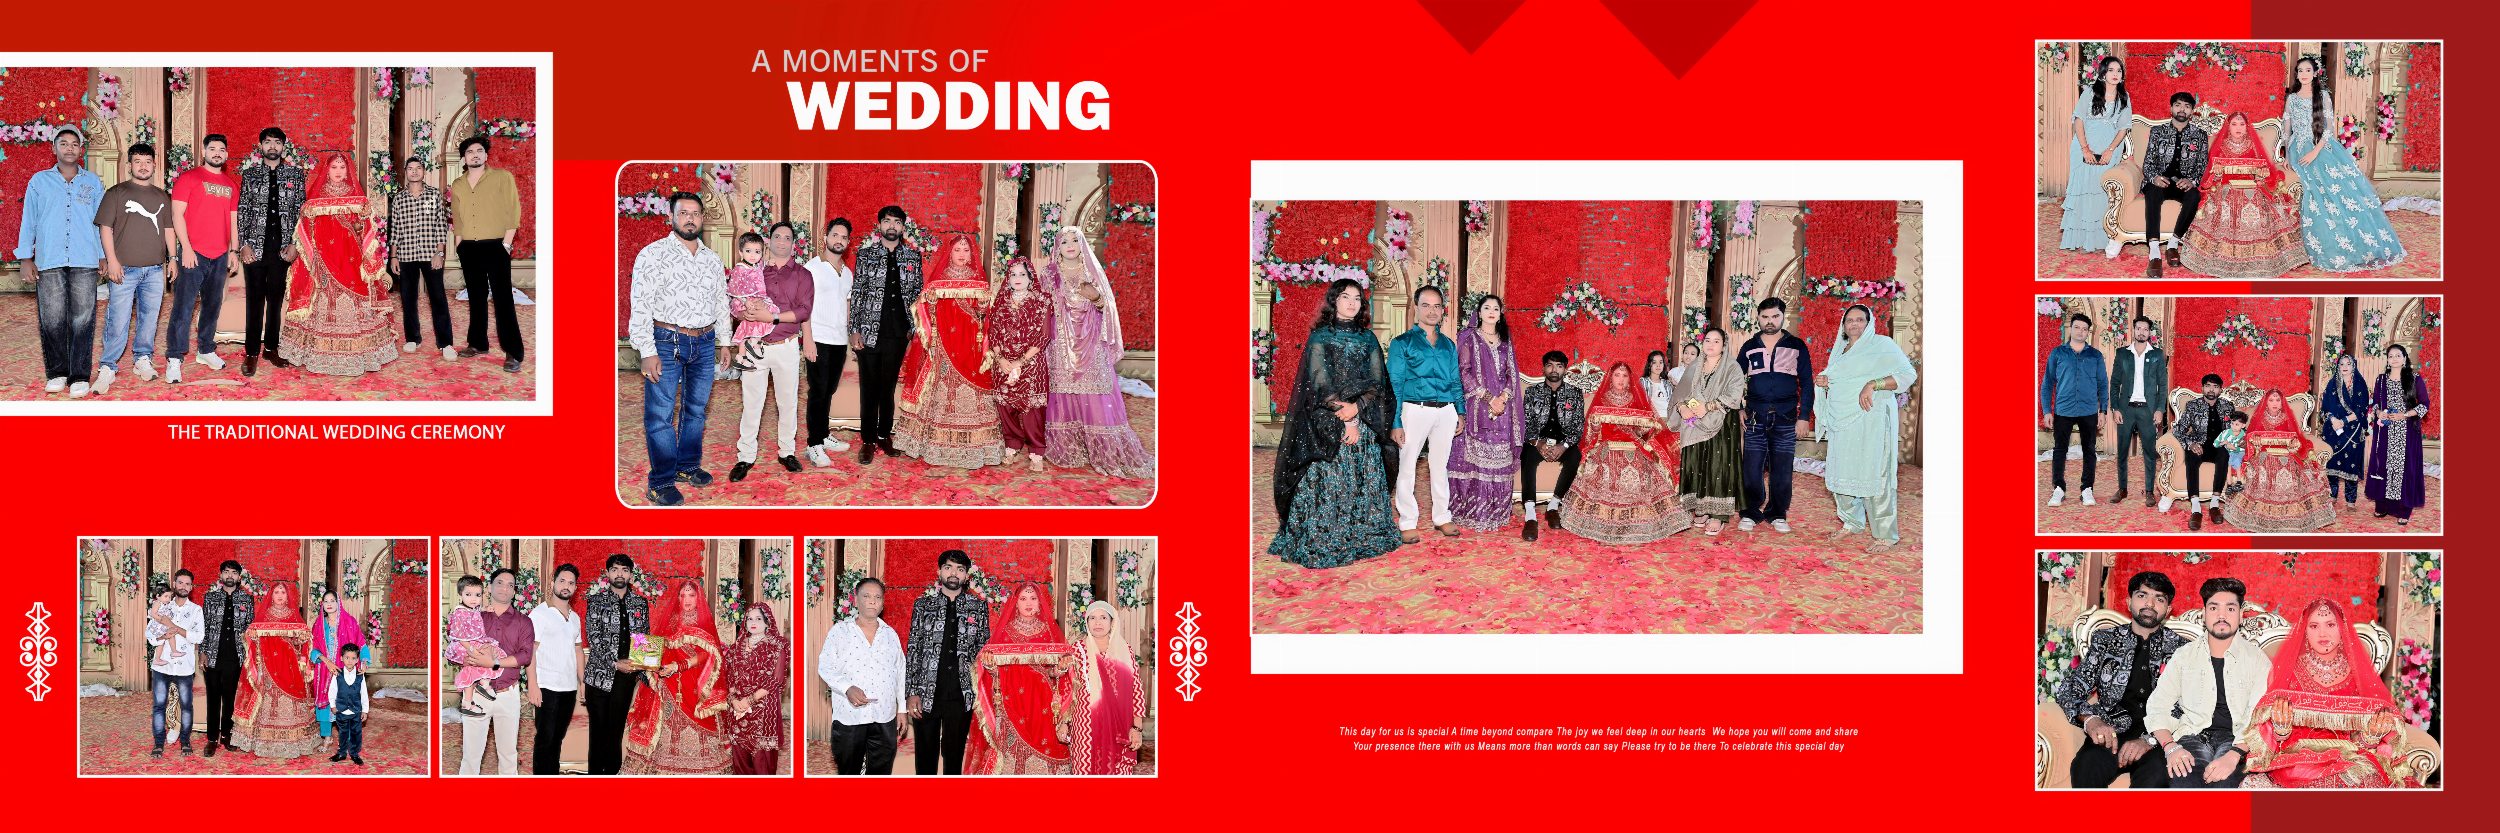 A MOMENTS OF
WEDDING
Levi's
THE TRADITIONAL WEDDING CEREMONY
This day for us is special A time beyond compare The joy we feel deep in our hearts We hope you will come and share
Your presence there with us Means more than words can say Please try to be there To celebrate this special day